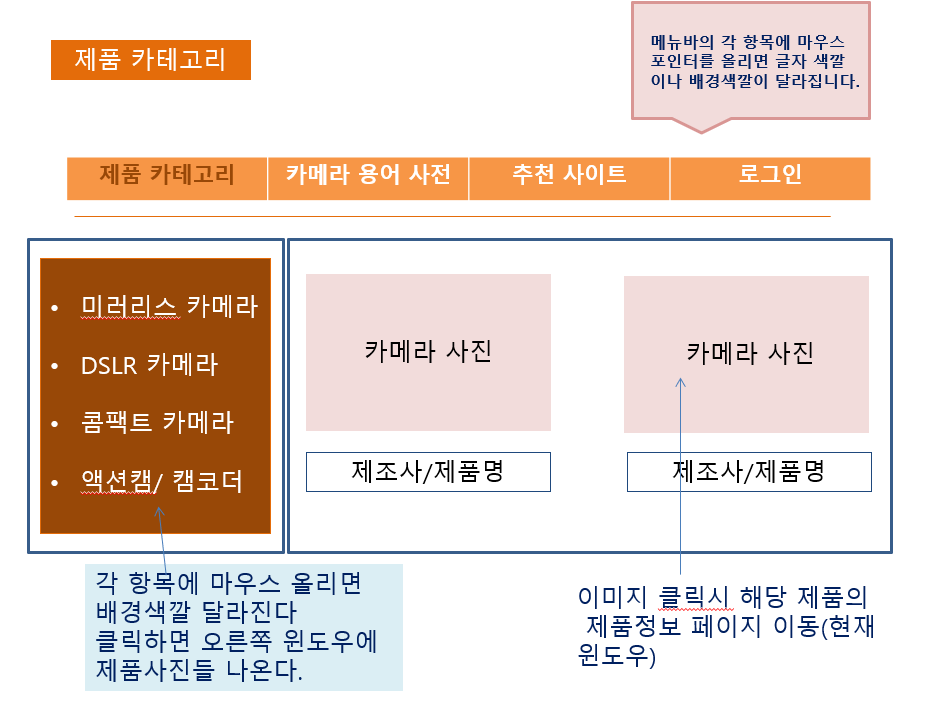 제품 카테고리
메뉴바의 각 항목에 마우스
포인터를 올리면 글자 색깔
이나 배경색깔이 달라집니다.
제품 카테고리
카메라 용어 사전
추천 사이트
로그인
• 미러리스 카메라
• DSLR 카메라
• 콤팩트 카메라
• 액션캠/ 캠코더
카메라 사진
카메라 사진
제조사/제품명
제조사/제품명
각 항목에 마우스 올리면
배경색깔 달라진다
클릭하면 오른쪽 윈도우에
제품사진들 나온다.
이미지 클릭시 해당 제품의
제품정보 페이지 이동(현재
윈도우)